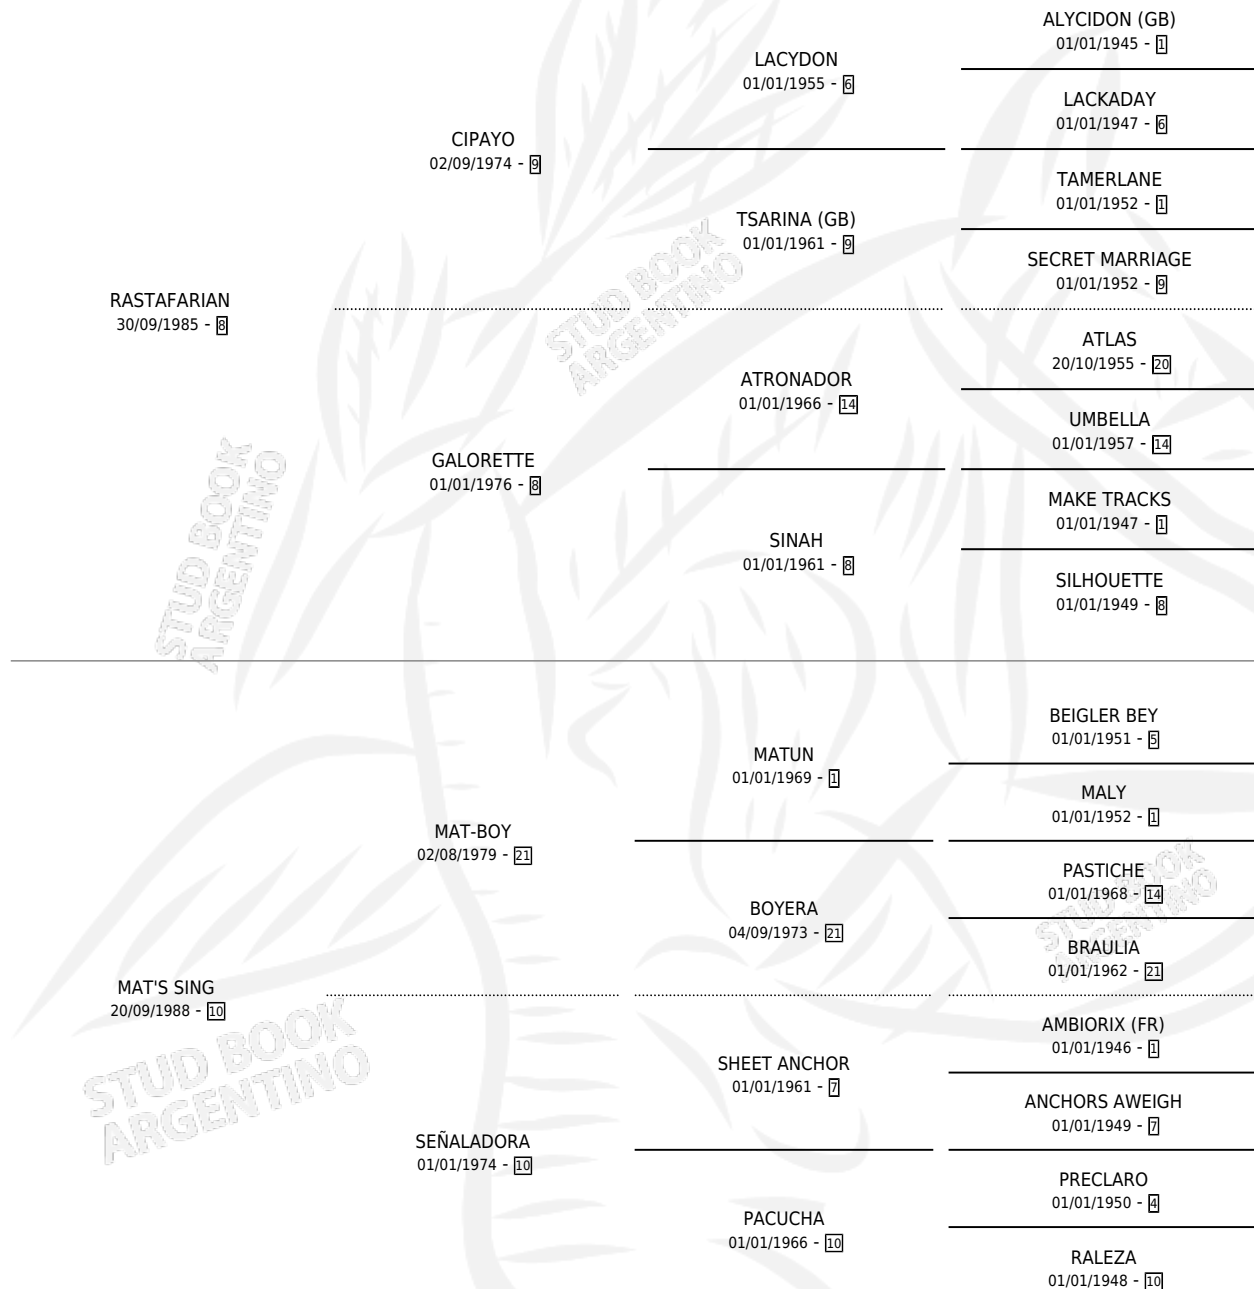 ALYCIDON (GB)
01/01/1945 - 1
LACYDON
01/01/1955 - 6
LACKADAY
01/01/1947 - 6
CIPAYO
02/09/1974 - 9
TAMERLANE
01/01/1952 - 1
TSARINA (GB)
01/01/1961 - 9
SECRET MARRIAGE
01/01/1952 - 9
RASTAFARIAN
30/09/1985 - 8
ATLAS
20/10/1955 - 20
ATRONADOR
01/01/1966 - 14
UMBELLA
01/01/1957 - 14
GALORETTE
01/01/1976 - 8
MAKE TRACKS
01/01/1947 - 1
SINAH
01/01/1961 - 8
SILHOUETTE
01/01/1949 - 8
BEIGLER BEY
01/01/1951 - 5
MATUN
01/01/1969 - 1
MALY
01/01/1952 - 1
MAT-BOY
02/08/1979 - 21
PASTICHE
01/01/1968 - 14
BOYERA
04/09/1973 - 21
BRAULIA
01/01/1962 - 21
MAT'S SING
20/09/1988 - 10
AMBIORIX (FR)
01/01/1946 - 1
SHEET ANCHOR
01/01/1961 - 7
ANCHORS AWEIGH
01/01/1949 - 7
SEÑALADORA
01/01/1974 - 10
PRECLARO
01/01/1950 - 4
PACUCHA
01/01/1966 - 10
RALEZA
01/01/1948 - 10
STUD BOOK
ARGENTINO
STUD BOOK
ARGENTINO
STUD BOOK
ARGENTINO
STUD BOOK
ARGENTINO